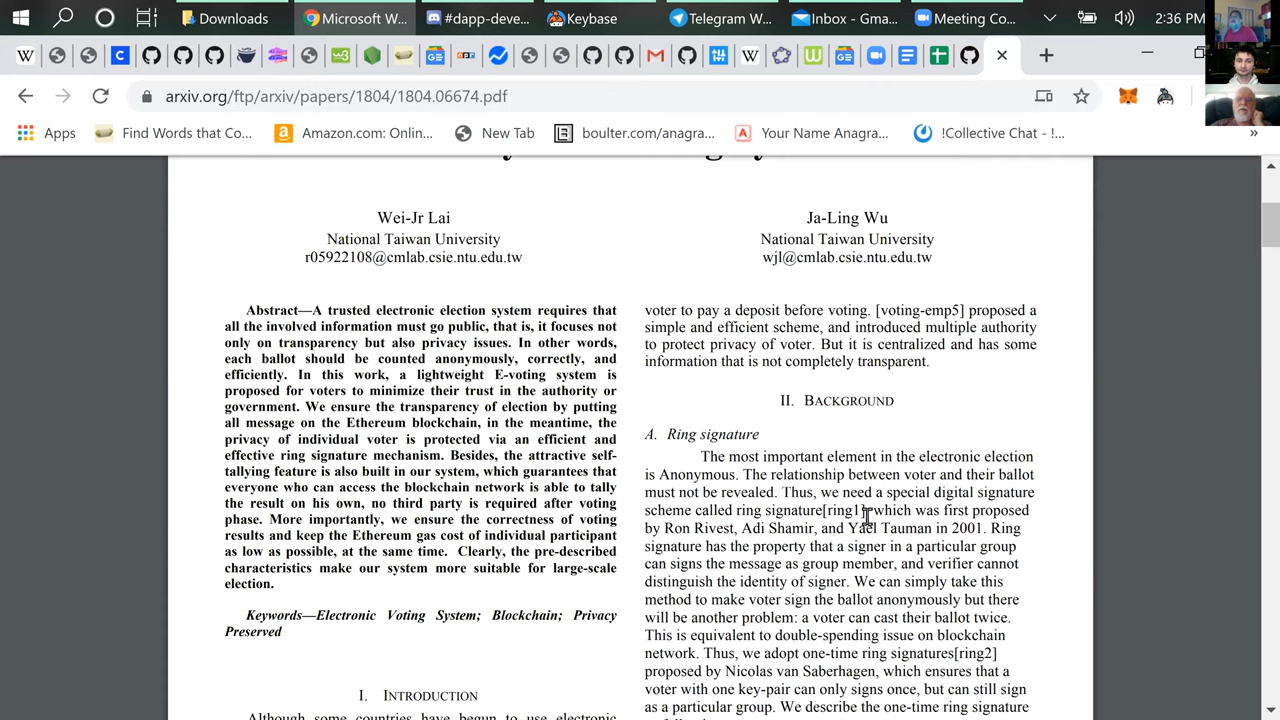 Downloads
Microsoft W...
#dapp-deve...
Keybase
Telegram W...
Inbox - Gma...
Meeting Co...
2:36 PM
arxiv.org/ftp/arxiv/papers/1804/1804.06674.pdf
Apps
Find Words that Co...
Amazon.com: Onlin...
New Tab
boulter.com/anagra...
Your Name Anagra...
!Collective Chat - !...
»
Wei-Jr Lai
National Taiwan University
r05922108@cmlab.csie.ntu.edu.tw
Ja-Ling Wu
National Taiwan University
wjl@cmlab.csie.ntu.edu.tw
Abstract—A trusted electronic election system requires that
all the involved information must go public, that is, it focuses not
only on transparency but also privacy issues. In other words,
each ballot should be counted anonymously, correctly, and
efficiently. In this work, a lightweight E-voting system is
proposed for voters to minimize their trust in the authority or
government. We ensure the transparency of election by putting
all message on the Ethereum blockchain, in the meantime, the
privacy of individual voter is protected via an efficient and
effective ring signature mechanism. Besides, the attractive self-
tallying feature is also built in our system, which guarantees that
everyone who can access the blockchain network is able to tally
the result on his own, no third party is required after voting
phase. More importantly, we ensure the correctness of voting
results and keep the Ethereum gas cost of individual participant
as low as possible, at the same time. Clearly, the pre-described
characteristics make our system more suitable for large-scale
election.
Keywords—Electronic Voting System; Blockchain; Privacy
Preserved
I. INTRODUCTION
Although some countries have begun to use electronic
voter to pay a deposit before voting. [voting-emp5] proposed a
simple and efficient scheme, and introduced multiple authority
to protect privacy of voter. But it is centralized and has some
information that is not completely transparent.
II. BACKGROUND
A. Ring signature
The most important element in the electronic election
is Anonymous. The relationship between voter and their ballot
must not be revealed. Thus, we need a special digital signature
scheme called ring signature[ring1], which was first proposed
by Ron Rivest, Adi Shamir, and Yael Tauman in 2001. Ring
signature has the property that a signer in a particular group
can signs the message as group member, and verifier cannot
distinguish the identity of signer. We can simply take this
method to make voter sign the ballot anonymously but there
will be another problem: a voter can cast their ballot twice.
This is equivalent to double-spending issue on blockchain
network. Thus, we adopt one-time ring signatures[ring2]
proposed by Nicolas van Saberhagen, which ensures that a
voter with one key-pair can only signs once, but can still sign
as a particular group. We describe the one-time ring signature